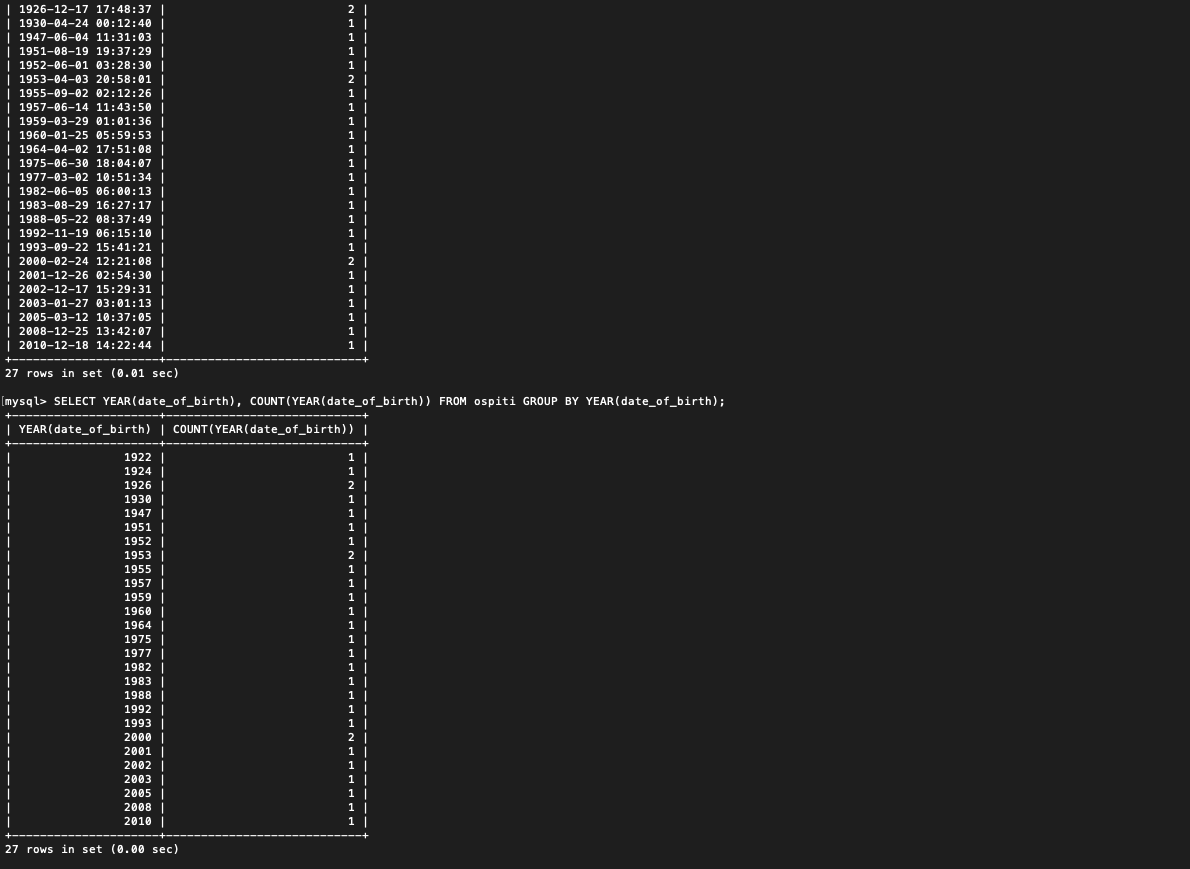 | 1926-12-17 17:48:37 |                           2 |
| 1930-04-24 00:12:40 |                           1 |
| 1947-06-04 11:31:03 |                           1 |
| 1951-08-19 19:37:29 |                           1 |
| 1952-06-01 03:28:30 |                           1 |
| 1953-04-03 20:58:01 |                           2 |
| 1955-09-02 02:12:26 |                           1 |
| 1957-06-14 11:43:50 |                           1 |
| 1959-03-29 01:01:36 |                           1 |
| 1960-01-25 05:59:53 |                           1 |
| 1964-04-02 17:51:08 |                           1 |
| 1975-06-30 18:04:07 |                           1 |
| 1977-03-02 10:51:34 |                           1 |
| 1982-06-05 06:00:13 |                           1 |
| 1983-08-29 16:27:17 |                           1 |
| 1988-05-22 08:37:49 |                           1 |
| 1992-11-19 06:15:10 |                           1 |
| 1993-09-22 15:41:21 |                           1 |
| 2000-02-24 12:21:08 |                           2 |
| 2001-12-26 02:54:30 |                           1 |
| 2002-12-17 15:29:31 |                           1 |
| 2003-01-27 03:01:13 |                           1 |
| 2005-03-12 10:37:05 |                           1 |
| 2008-12-25 13:42:07 |                           1 |
| 2010-12-18 14:22:44 |                           1 |
+---------------------+----------------------------+
27 rows in set (0.01 sec)
[mysql> SELECT YEAR(date_of_birth), COUNT(YEAR(date_of_birth)) FROM ospiti GROUP BY YEAR(date_of_birth);
+---------------------+----------------------------+
| YEAR(date_of_birth) | COUNT(YEAR(date_of_birth)) |
+---------------------+----------------------------+
|                1922 |                          1 |
|                1924 |                          1 |
|                1926 |                          2 |
|                1930 |                          1 |
|                1947 |                          1 |
|                1951 |                          1 |
|                1952 |                          1 |
|                1953 |                          2 |
|                1955 |                          1 |
|                1957 |                          1 |
|                1959 |                          1 |
|                1960 |                          1 |
|                1964 |                          1 |
|                1975 |                          1 |
|                1977 |                          1 |
|                1982 |                          1 |
|                1983 |                          1 |
|                1988 |                          1 |
|                1992 |                          1 |
|                1993 |                          1 |
|                2000 |                          2 |
|                2001 |                          1 |
|                2002 |                          1 |
|                2003 |                          1 |
|                2005 |                          1 |
|                2008 |                          1 |
|                2010 |                          1 |
+---------------------+----------------------------+
27 rows in set (0.00 sec)